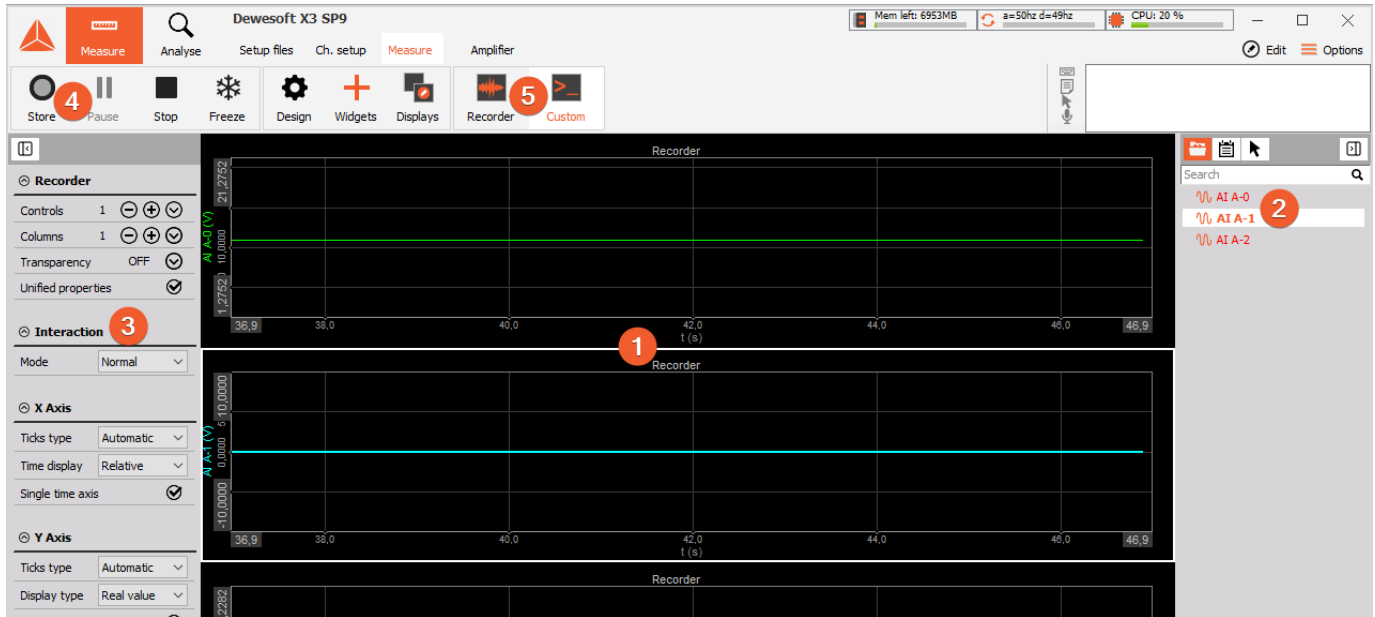 Dewesoft X3 SP9
Mem left: 6953MB
a=50hz d=49hz
CPU: 20 %
Measure
Analyse
Setup files Ch. setup Measure Amplifier
Edit Options
Store 4 Pause Stop Freeze Design Widgets Displays Recorder 5 Custom
Recorder
Controls 1
Columns 1
Transparency OFF
Unified properties
Interaction 3
Mode Normal
X Axis
Ticks type Automatic
Time display Relative
Single time axis
Y Axis
Ticks type Automatic
Display type Real value
Recorder
21,2752
AI A-0 (V)
10,0000
1,2752
36,9 38,0 40,0 42,0 44,0 46,0 46,9
t (s)
1
Recorder
10,0000
AI A-1 (V)
0,0000
-10,0000
36,9 38,0 40,0 42,0 44,0 46,0 46,9
t (s)
Recorder
Search
AI A-0
2
AI A-1
AI A-2